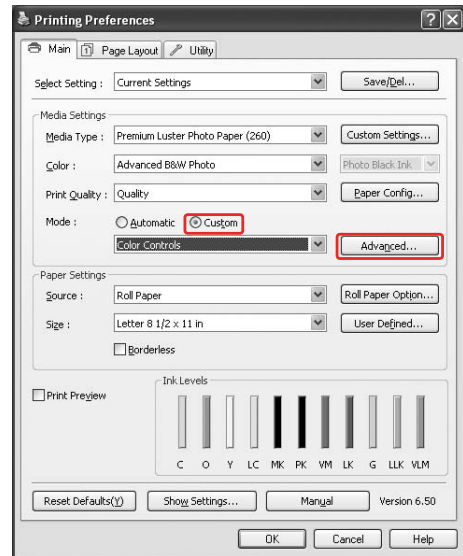 Printing Preferences
Main Page Layout Utility
Select Setting : Current Settings Save/Del...
Media Settings
Media Type : Premium Luster Photo Paper (260) Custom Settings...
Color : Advanced B&W Photo Photo Black Ink
Print Quality : Quality Paper Config...
Mode : Automatic Custom
Color Controls Advanced...
Paper Settings
Source : Roll Paper Roll Paper Option...
Size : Letter 8 1/2 x 11 in User Defined...
Borderless
Print Preview
Ink Levels
C O Y LC MK PK VM LK G LLK VLM
Reset Defaults(Y) Show Settings... Manual Version 6.50
OK Cancel Help